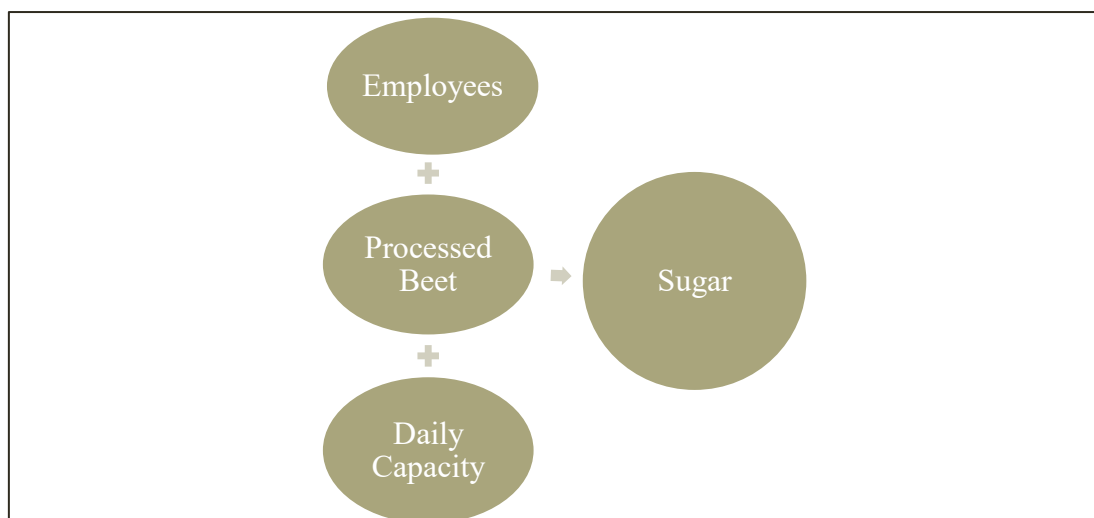 Employees
Processed
Beet
Sugar
Daily
Capacity